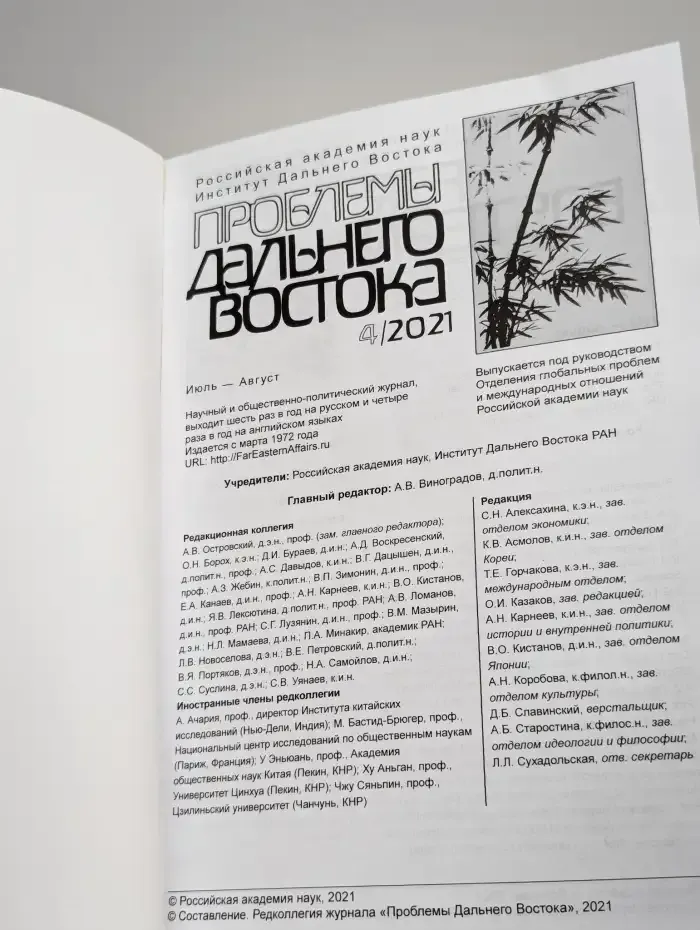 Российская академия наук
Институт Дальнего Востока
ПРОБЛЕМЫ
ДАЛЬНЕГО
ВОСТОКА
4/2021
Июль — Август
Научный и общественно-политический журнал,
выходит шесть раз в год на русском и четыре
раза в год на английском языках
Издается с марта 1972 года
URL: http://FarEasternAffairs.ru
Выпускается под руководством
Отделения глобальных проблем
и международных отношений
Российской академии наук
Учредители: Российская академия наук, Институт Дальнего Востока РАН
Главный редактор: А.В. Виноградов, д.полит.н.
Редакционная коллегия
А.В. Островский, д.э.н., проф. (зам. главного редактора);
О.Н. Борох, к.э.н.; Д.И. Бураев, д.и.н.; А.Д. Воскресенский,
д.полит.н., проф.; А.С. Давыдов, к.и.н.; В.Г. Дацышен, д.и.н.,
проф.; А.З. Жебин, к.полит.н.; В.П. Зимонин, д.и.н., проф.;
Е.А. Канаев, д.и.н., проф.; А.Н. Карнеев, к.и.н.; В.О. Кистанов,
д.и.н.; Я.В. Лексютина, д.полит.н., проф. РАН; А.В. Ломанов,
д.и.н., проф. РАН; С.Г. Лузянин, д.и.н., проф.; В.М. Мазырин,
д.э.н.; Н.Л. Мамаева, д.и.н.; П.А. Минакир, академик РАН;
Л.В. Новоселова, д.э.н.; В.Е. Петровский, д.полит.н.;
В.Я. Портяков, д.э.н., проф.; Н.А. Самойлов, д.и.н.;
С.С. Суслина, д.э.н.; С.В. Уянаев, к.и.н.
Иностранные члены редколлегии
А. Ачария, проф., директор Института китайских
исследований (Нью-Дели, Индия); М. Бастид-Брюгер, проф.,
Национальный центр исследований по общественным наукам
(Париж, Франция); У Эньюань, проф., Академия
общественных наук Китая (Пекин, КНР); Ху Аньган, проф.,
Университет Цинхуа (Пекин, КНР); Чжу Сяньпин, проф.,
Цзилиньский университет (Чанчунь, КНР)
Редакция
С.Н. Алексахина, к.э.н., зав.
отделом экономики;
К.В. Асмолов, к.и.н., зав. отделом
Кореи;
Т.Е. Горчакова, к.э.н., зав.
международным отделом;
О.И. Казаков, зав. редакцией;
А.Н. Карнеев, к.и.н., зав. отделом
истории и внутренней политики;
В.О. Кистанов, д.и.н., зав. отделом
Японии;
А.Н. Коробова, к.филол.н., зав.
отделом культуры;
Д.Б. Славинский, верстальщик;
А.Б. Старостина, к.филос.н., зав.
отделом идеологии и философии;
Л.Л. Сухадольская, отв. секретарь
© Российская академия наук, 2021
© Составление. Редколлегия журнала «Проблемы Дальнего Востока», 2021